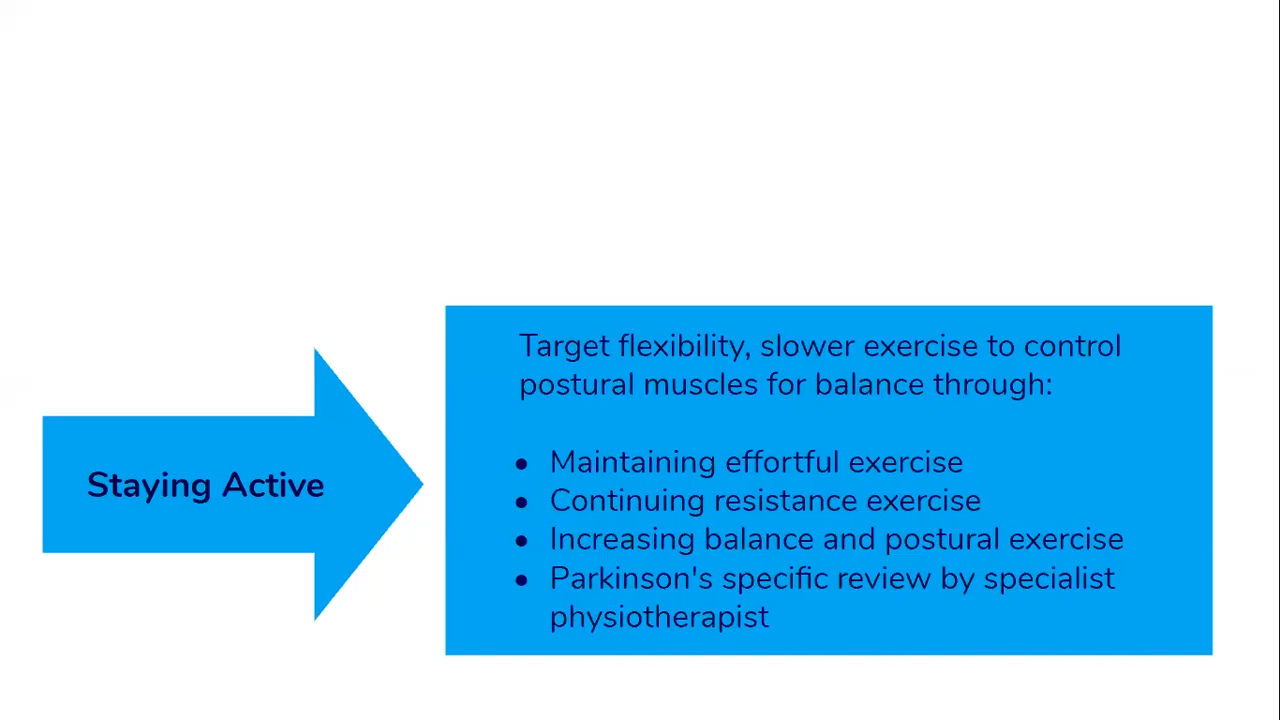 Staying Active
Target flexibility, slower exercise to control
postural muscles for balance through:
● Maintaining effortful exercise
● Continuing resistance exercise
● Increasing balance and postural exercise
● Parkinson's specific review by specialist
physiotherapist